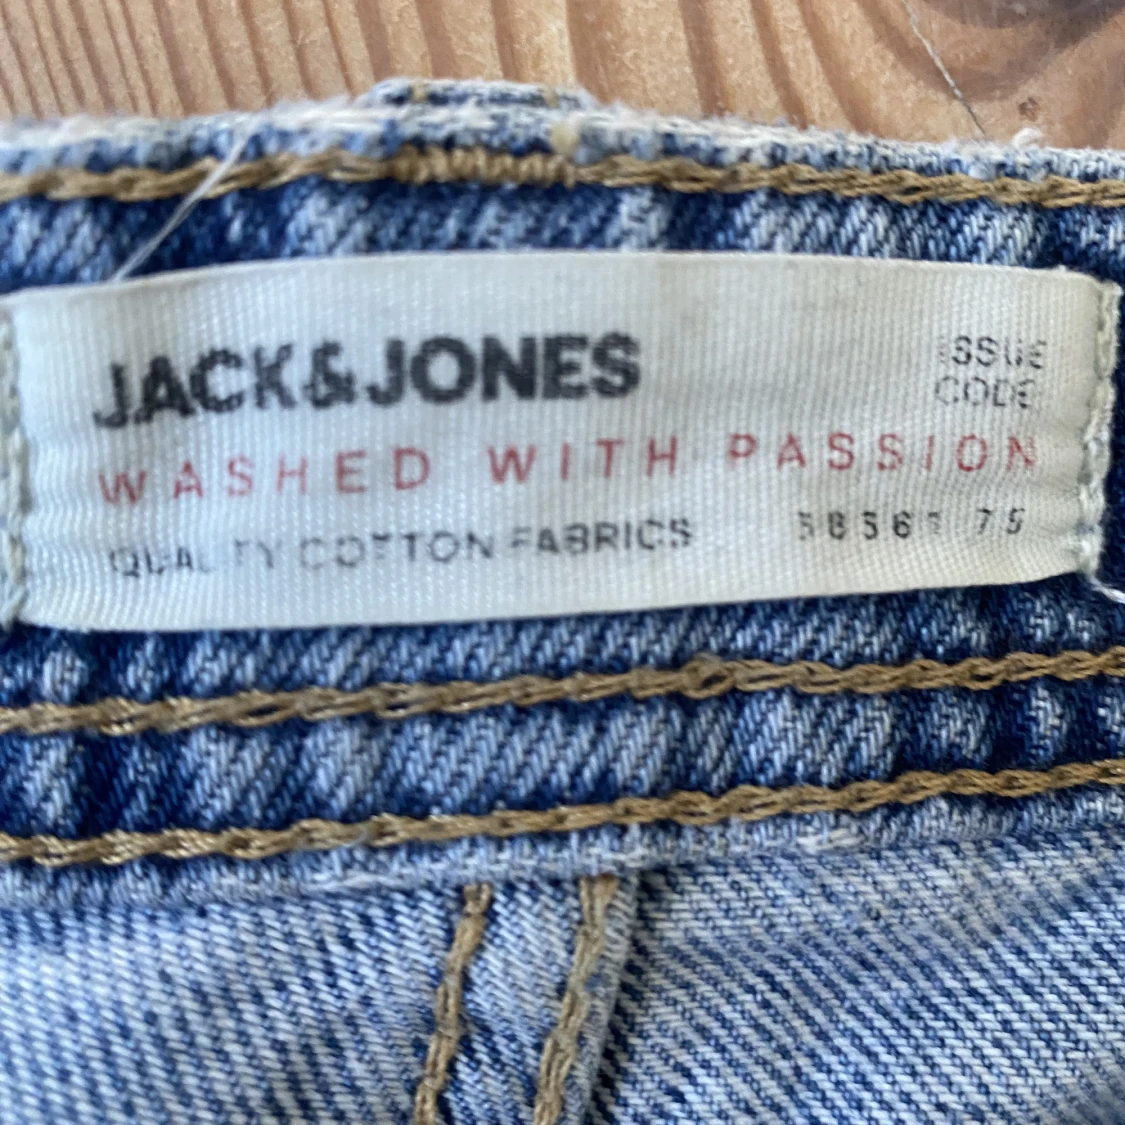 JACK&JONES
ISSUE
CODE
WASHED WITH PASSION
QUALITY COTTON FABRICS